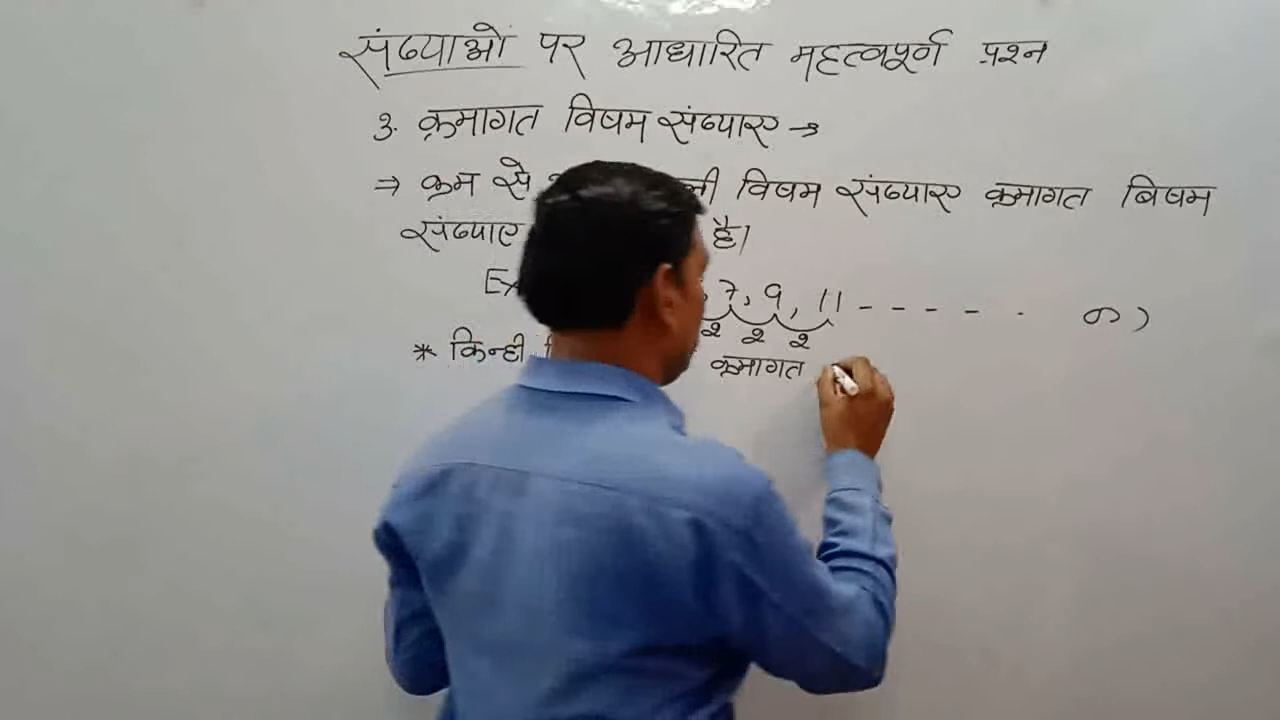 संख्याओं पर आधारित महत्वपूर्ण प्रश्न
3. क्रमागत विषम संख्याए →
⇒ क्रम से विषम संख्याए क्रमागत विषम
संख्याए है।
7, 9, 11 - - - - .
2 2 2
* किन्ही क्रमागत